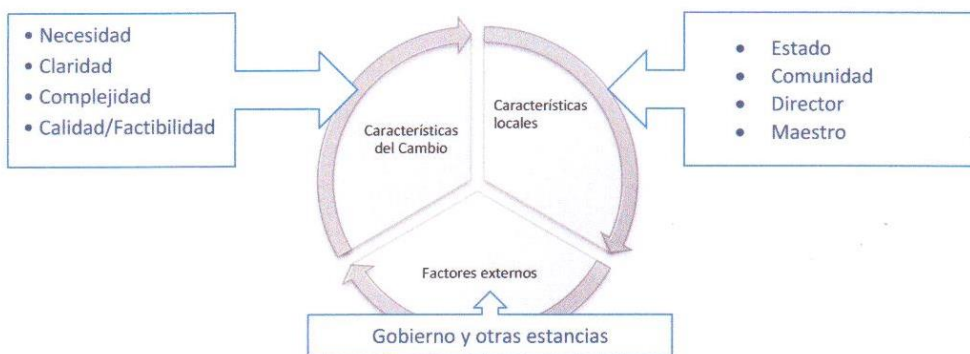 • Necesidad
• Claridad
• Complejidad
• Calidad/Factibilidad
Características
del Cambio
Características
locales
• Estado
• Comunidad
• Director
• Maestro
Factores externos
Gobierno y otras estancias